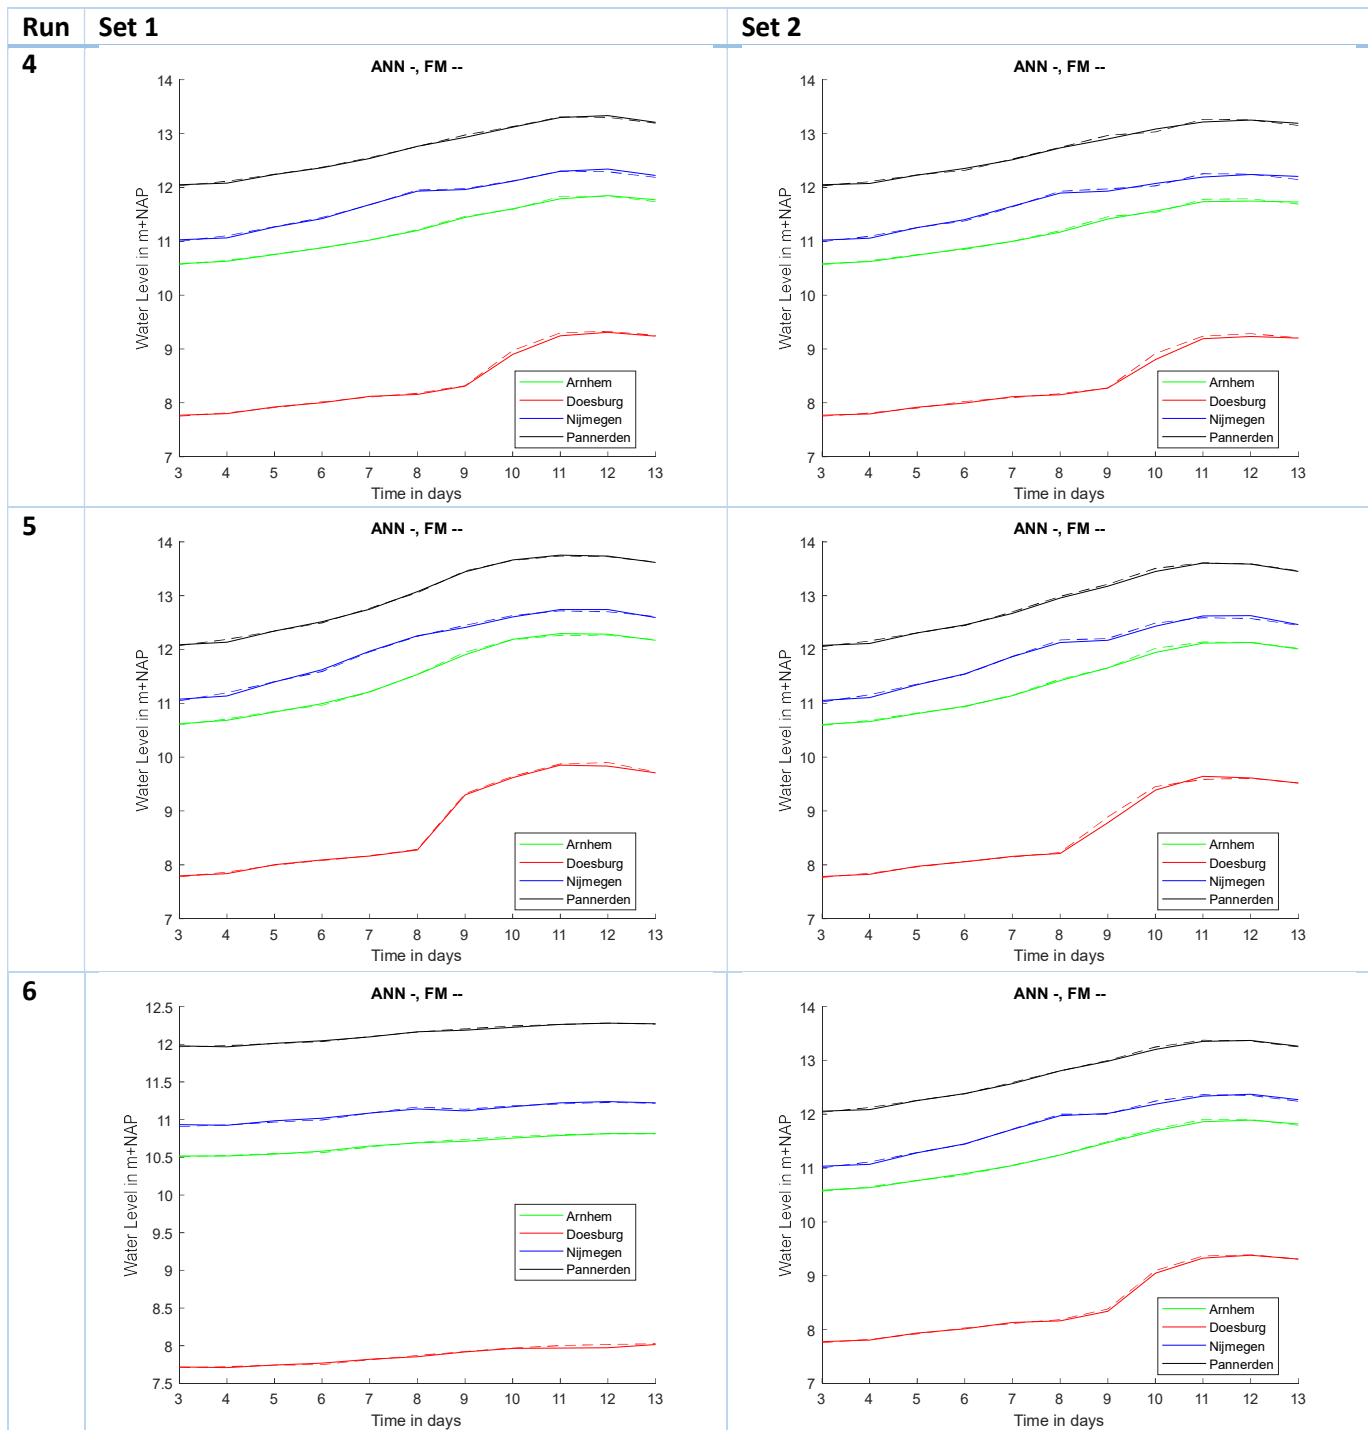 Run Set 1 Set 2
4
ANN -, FM --
14
13
12
11
10
9
8
7
Water Level in m+NAP
3 4 5 6 7 8 9 10 11 12 13
Time in days
Arnhem
Doesburg
Nijmegen
Pannerden
ANN -, FM --
14
13
12
11
10
9
8
7
Water Level in m+NAP
3 4 5 6 7 8 9 10 11 12 13
Time in days
Arnhem
Doesburg
Nijmegen
Pannerden
5
ANN -, FM --
14
13
12
11
10
9
8
7
Water Level in m+NAP
3 4 5 6 7 8 9 10 11 12 13
Time in days
Arnhem
Doesburg
Nijmegen
Pannerden
ANN -, FM --
14
13
12
11
10
9
8
7
Water Level in m+NAP
3 4 5 6 7 8 9 10 11 12 13
Time in days
Arnhem
Doesburg
Nijmegen
Pannerden
6
ANN -, FM --
12.5
12
11.5
11
10.5
10
9.5
9
8.5
8
7.5
Water Level in m+NAP
3 4 5 6 7 8 9 10 11 12 13
Time in days
Arnhem
Doesburg
Nijmegen
Pannerden
ANN -, FM --
14
13
12
11
10
9
8
7
Water Level in m+NAP
3 4 5 6 7 8 9 10 11 12 13
Time in days
Arnhem
Doesburg
Nijmegen
Pannerden